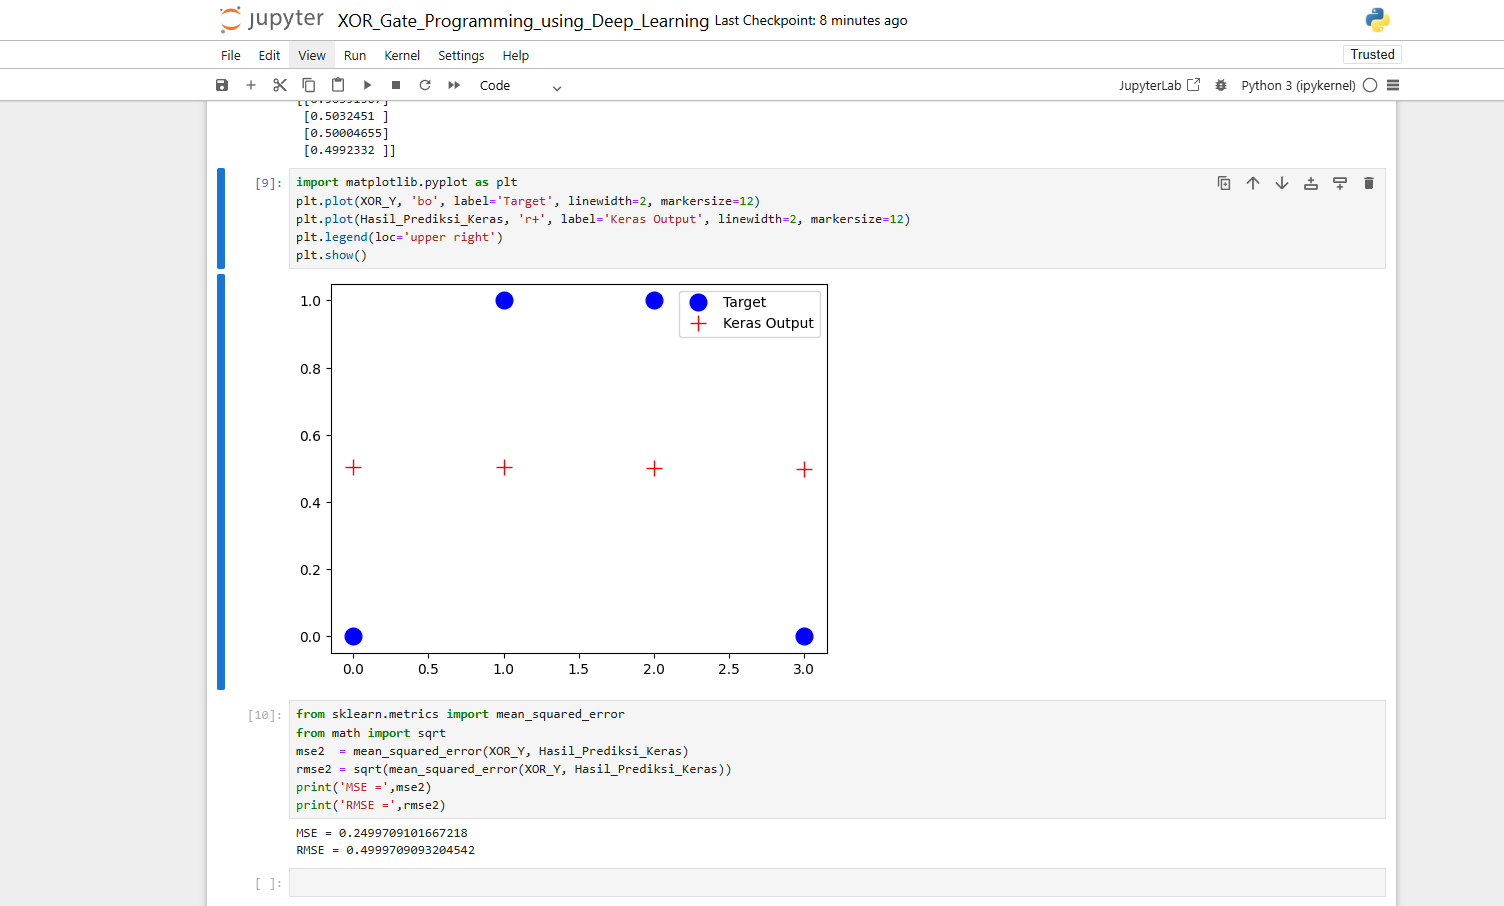 jupyter XOR_Gate_Programming_using_Deep_Learning Last Checkpoint: 8 minutes ago
File Edit View Run Kernel Settings Help Trusted
Code JupyterLab Python 3 (ipykernel)
[0.5032451 ]
[0.50004655]
[0.4992332 ]]
[9]: import matplotlib.pyplot as plt
plt.plot(XOR_Y, 'bo', label='Target', linewidth=2, markersize=12)
plt.plot(Hasil_Prediksi_Keras, 'r+', label='Keras Output', linewidth=2, markersize=12)
plt.legend(loc='upper right')
plt.show()
1.0
0.8
0.6
0.4
0.2
0.0
0.0 0.5 1.0 1.5 2.0 2.5 3.0
Target
Keras Output
[10]: from sklearn.metrics import mean_squared_error
from math import sqrt
mse2  = mean_squared_error(XOR_Y, Hasil_Prediksi_Keras)
rmse2 = sqrt(mean_squared_error(XOR_Y, Hasil_Prediksi_Keras))
print('MSE =',mse2)
print('RMSE =',rmse2)
MSE = 0.2499709101667218
RMSE = 0.4999709093204542
[ ]: